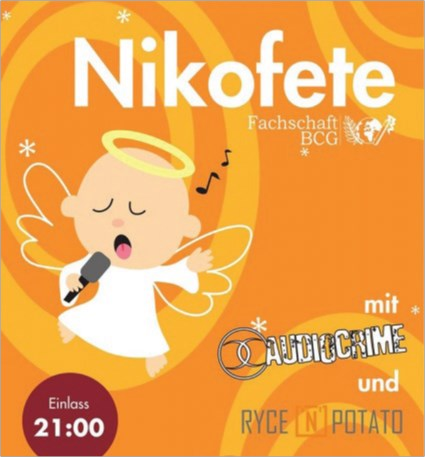 Nikofete
Fachschaft
BCG
mit
AUDIOCRIME
und
RYCE N' POTATO
Einlass
21:00